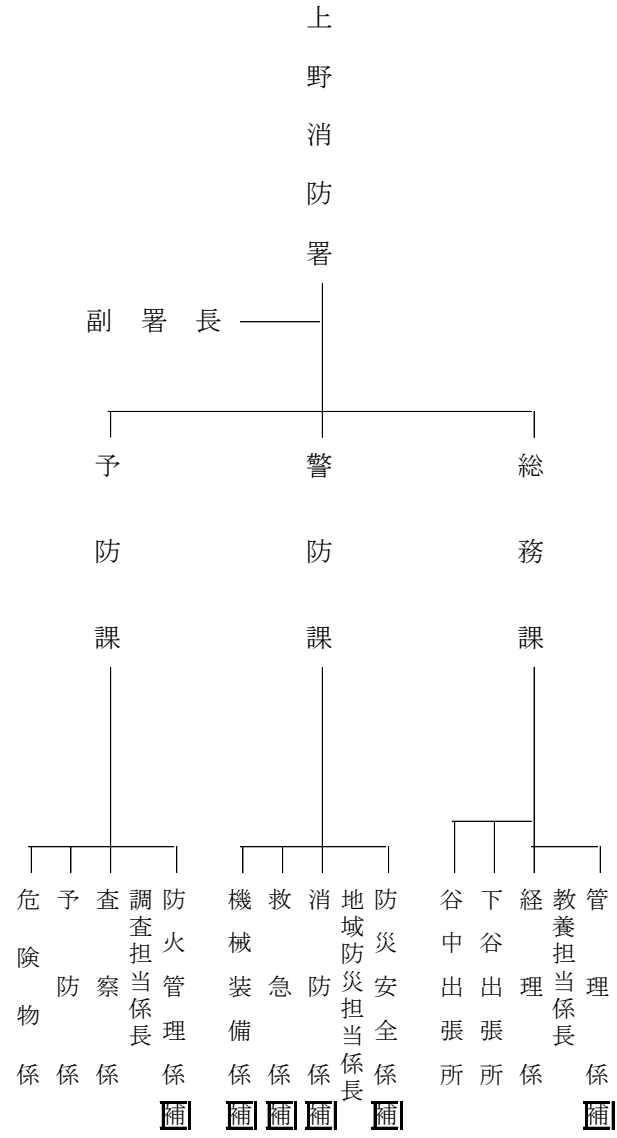 上野消防署
副署長
総務課
警防課
予防課
管理係 補
教養担当係長
経理係
下谷出張所
谷中出張所
防災安全係 補
地域防災担当係長
消防係 補
救急係 補
機械装備係 補
防火管理係 補
調査担当係長
査察係
予防係
危険物係